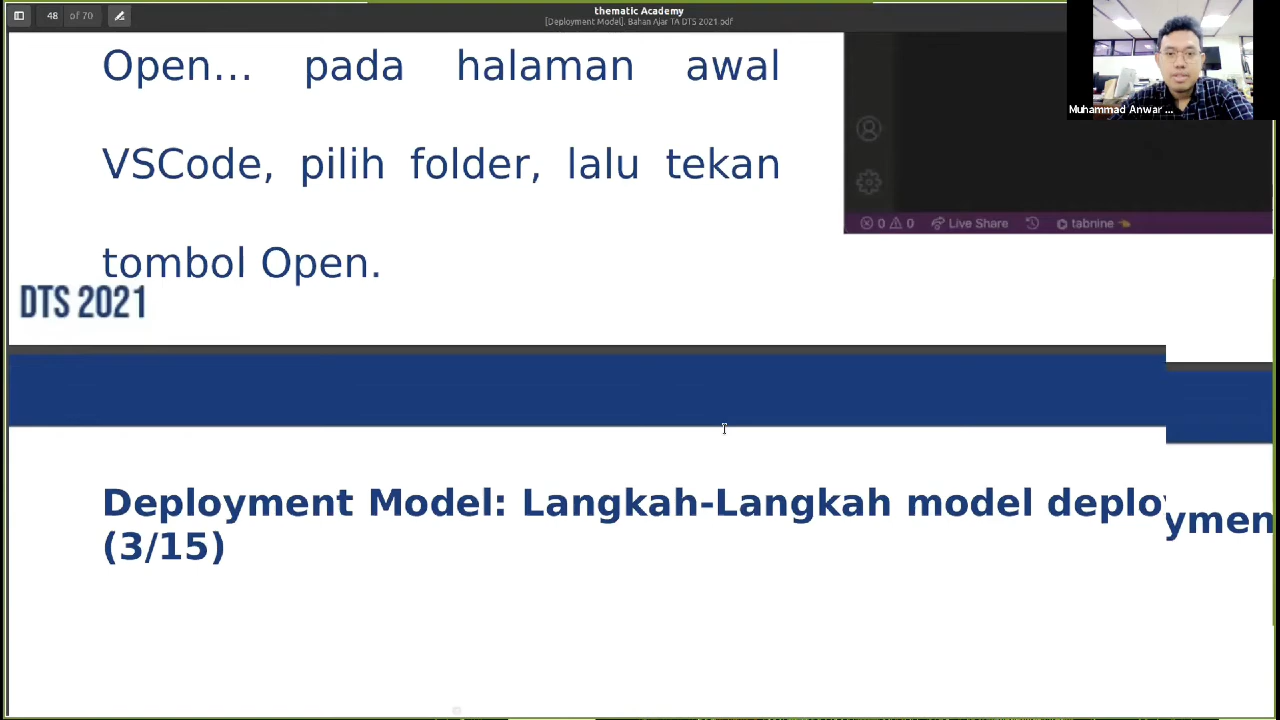 48 of 70
thematic Academy
[Deployment Model]. Bahan Ajar TA DTS 2021 pdf
Muhammad Anwar ...
Open... pada halaman awal
VSCode, pilih folder, lalu tekan
tombol Open.
0 0 Live Share tabnine
DTS 2021
Deployment Model: Langkah-Langkah model deployment
(3/15)